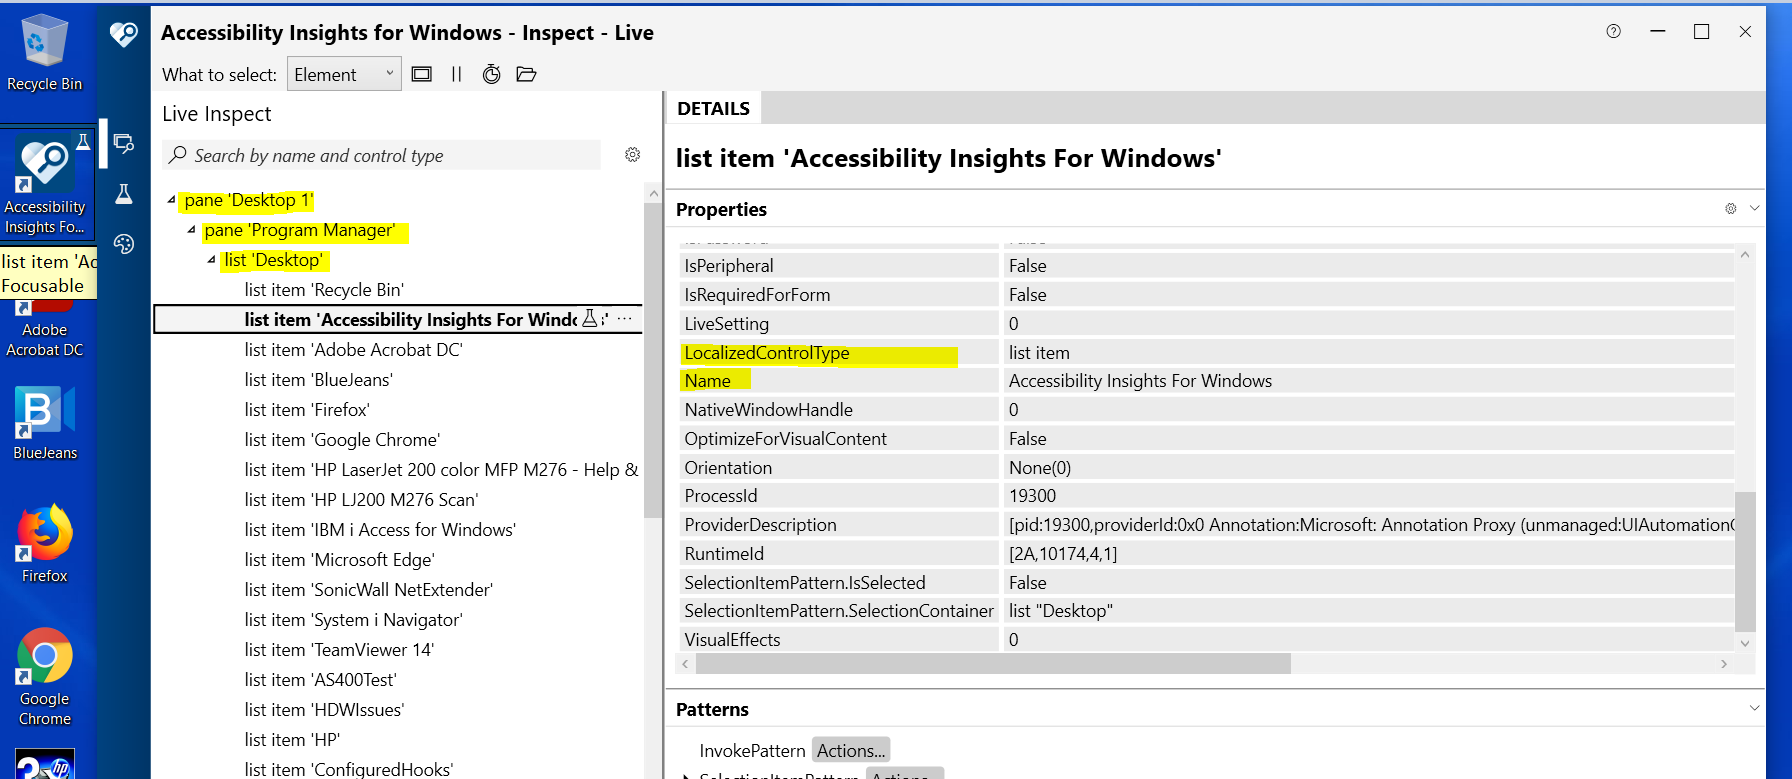 Recycle Bin
Accessibility
Insights Fo...
list item 'Ac
Focusable
Adobe
Acrobat DC
BlueJeans
Firefox
Google
Chrome
Accessibility Insights for Windows - Inspect - Live
What to select: Element
Live Inspect
Search by name and control type
pane 'Desktop 1'
pane 'Program Manager'
list 'Desktop'
list item 'Recycle Bin'
list item 'Accessibility Insights For Windo
list item 'Adobe Acrobat DC'
list item 'BlueJeans'
list item 'Firefox'
list item 'Google Chrome'
list item 'HP LaserJet 200 color MFP M276 - Help &
list item 'HP LJ200 M276 Scan'
list item 'IBM i Access for Windows'
list item 'Microsoft Edge'
list item 'SonicWall NetExtender'
list item 'System i Navigator'
list item 'TeamViewer 14'
list item 'AS400Test'
list item 'HDWIssues'
list item 'HP'
list item 'ConfiguredHooks'
DETAILS
list item 'Accessibility Insights For Windows'
Properties
IsPeripheral False
IsRequiredForForm False
LiveSetting 0
LocalizedControlType list item
Name Accessibility Insights For Windows
NativeWindowHandle 0
OptimizeForVisualContent False
Orientation None(0)
ProcessId 19300
ProviderDescription [pid:19300,providerId:0x0 Annotation:Microsoft: Annotation Proxy (unmanaged:UIAutomationC
RuntimeId [2A,10174,4,1]
SelectionItemPattern.IsSelected False
SelectionItemPattern.SelectionContainer list "Desktop"
VisualEffects 0
Patterns
InvokePattern Actions...